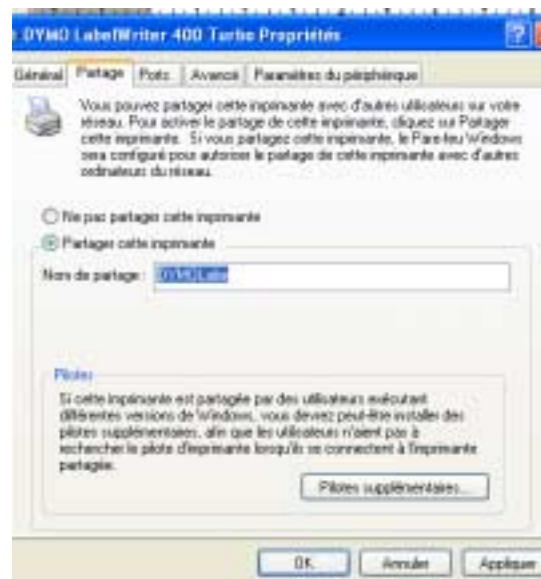 DYMO LabelWriter 400 Turbo Propriétés
Général Partage Ports Avancé Paramètres du périphérique
Vous pouvez partager cette imprimante avec d'autres utilisateurs sur votre
réseau. Pour activer le partage de cette imprimante, cliquez sur Partager
cette imprimante. Si vous partagez cette imprimante, le Pare-feu Windows
sera configuré pour autoriser le partage de cette imprimante avec d'autres
ordinateurs du réseau.
Ne pas partager cette imprimante
Partager cette imprimante
Nom de partage : DYMOLabe
Pilotes
Si cette imprimante est partagée par des utilisateurs exécutant
différentes versions de Windows, vous devrez peut-être installer des
pilotes supplémentaires, afin que les utilisateurs n'aient pas à
rechercher le pilote d'imprimante lorsqu'ils se connectent à l'imprimante
partagée.
Pilotes supplémentaires...
OK Annuler Appliquer